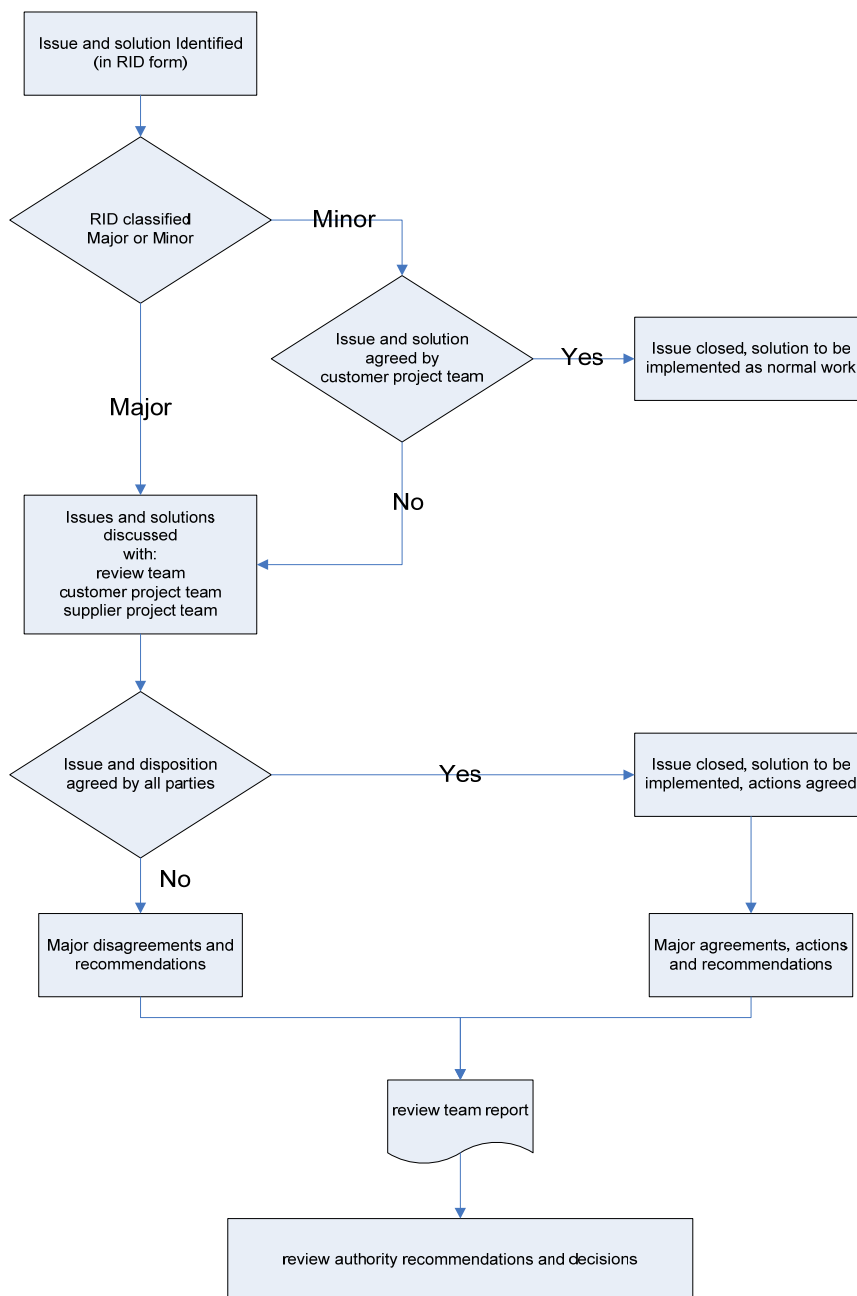 Issue and solution Identified
(in RID form)
RID classified
Major or Minor
Minor
Issue and solution
agreed by
customer project team
Yes
Issue closed, solution to be
implemented as normal work
Major
No
Issues and solutions
discussed
with:
review team
customer project team
supplier project team
Issue and disposition
agreed by all parties
Yes
Issue closed, solution to be
implemented, actions agreed
No
Major disagreements and
recommendations
Major agreements, actions
and recommendations
review team report
review authority recommendations and decisions